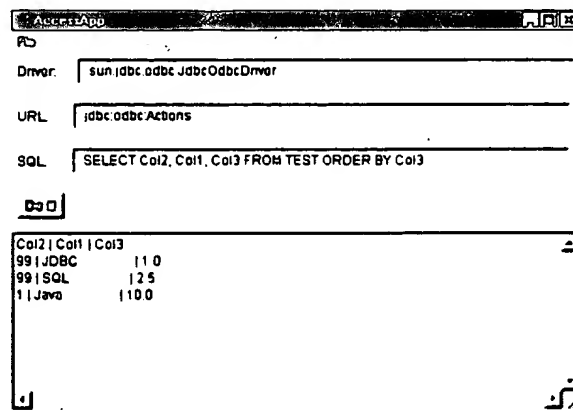 AccessApp
Driver: sun.jdbc.odbc.JdbcOdbcDriver
URL jdbc:odbc:Actions
SQL SELECT Col2, Col1, Col3 FROM TEST ORDER BY Col3
Col2 | Col1 | Col3
99 | JDBC |1.0
99 | SQL |2.5
1 | Java |10.0